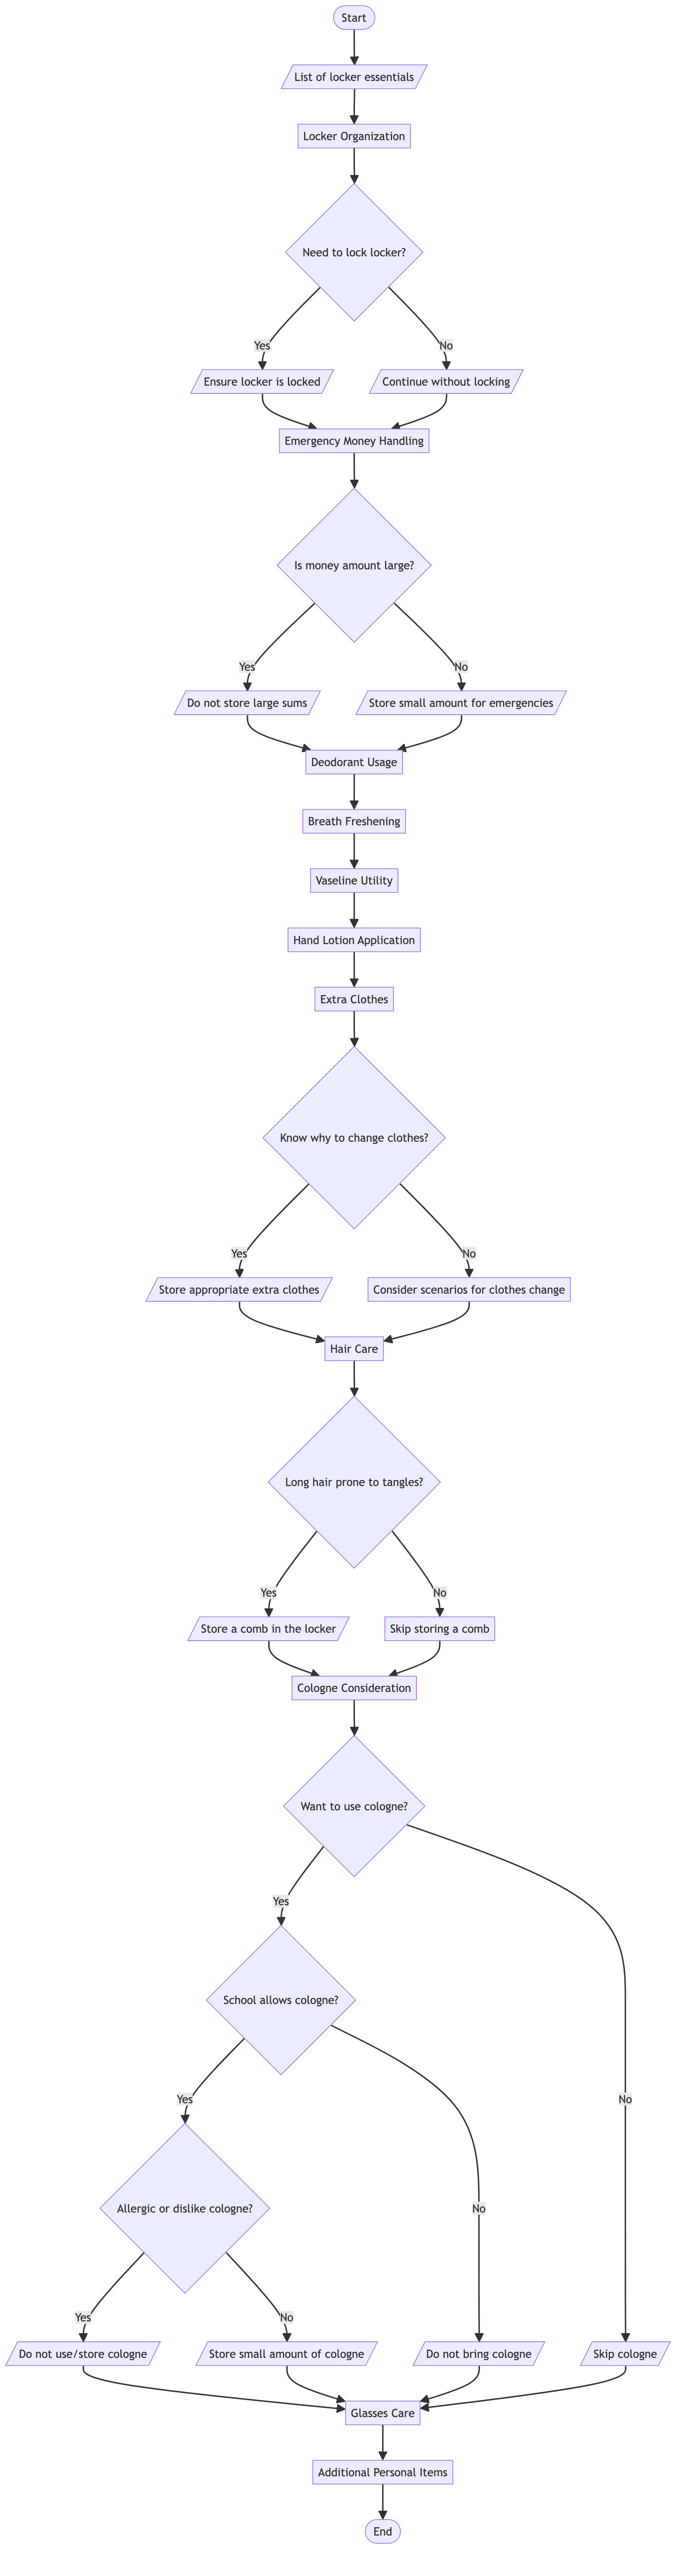 Start
List of locker essentials
Locker Organization
Need to lock locker?
Yes
No
Ensure locker is locked
Continue without locking
Emergency Money Handling
Is money amount large?
Yes
No
Do not store large sums
Store small amount for emergencies
Deodorant Usage
Breath Freshening
Vaseline Utility
Hand Lotion Application
Extra Clothes
Know why to change clothes?
Yes
No
Store appropriate extra clothes
Consider scenarios for clothes change
Hair Care
Long hair prone to tangles?
Yes
No
Store a comb in the locker
Skip storing a comb
Cologne Consideration
Want to use cologne?
Yes
School allows cologne?
Yes
No
Allergic or dislike cologne?
No
Yes
No
Do not use/store cologne
Store small amount of cologne
Do not bring cologne
Skip cologne
Glasses Care
Additional Personal Items
End